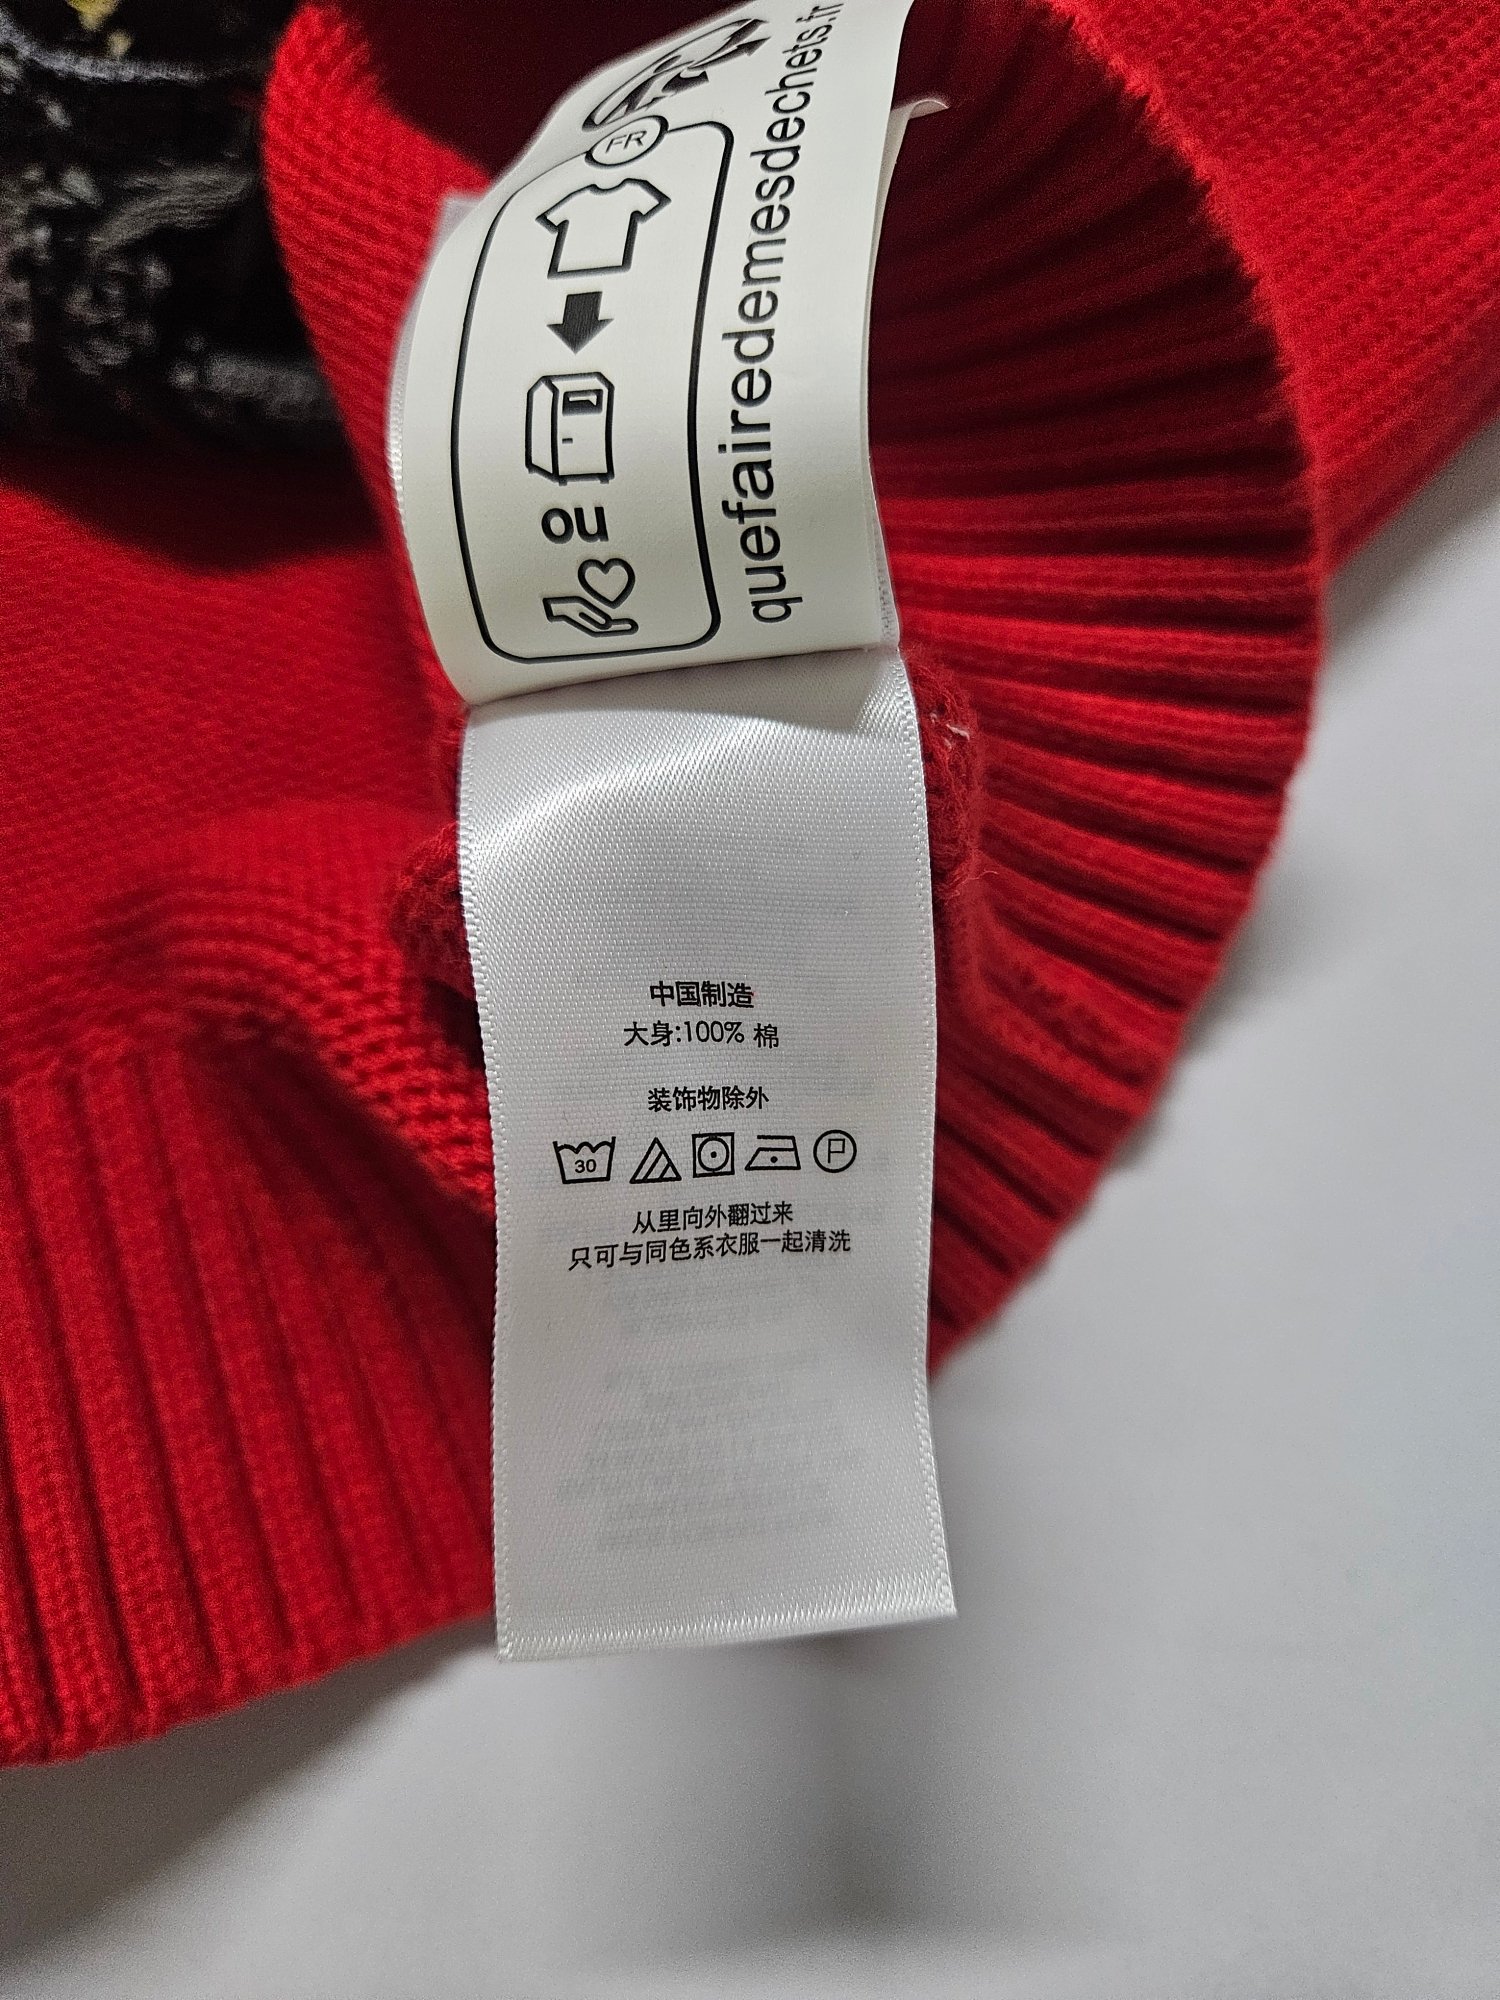 FR
OU
quefairedemesdechets.fr
中国制造
大身:100% 棉
装饰物除外
30
P
从里向外翻过来
只可与同色系衣服一起清洗